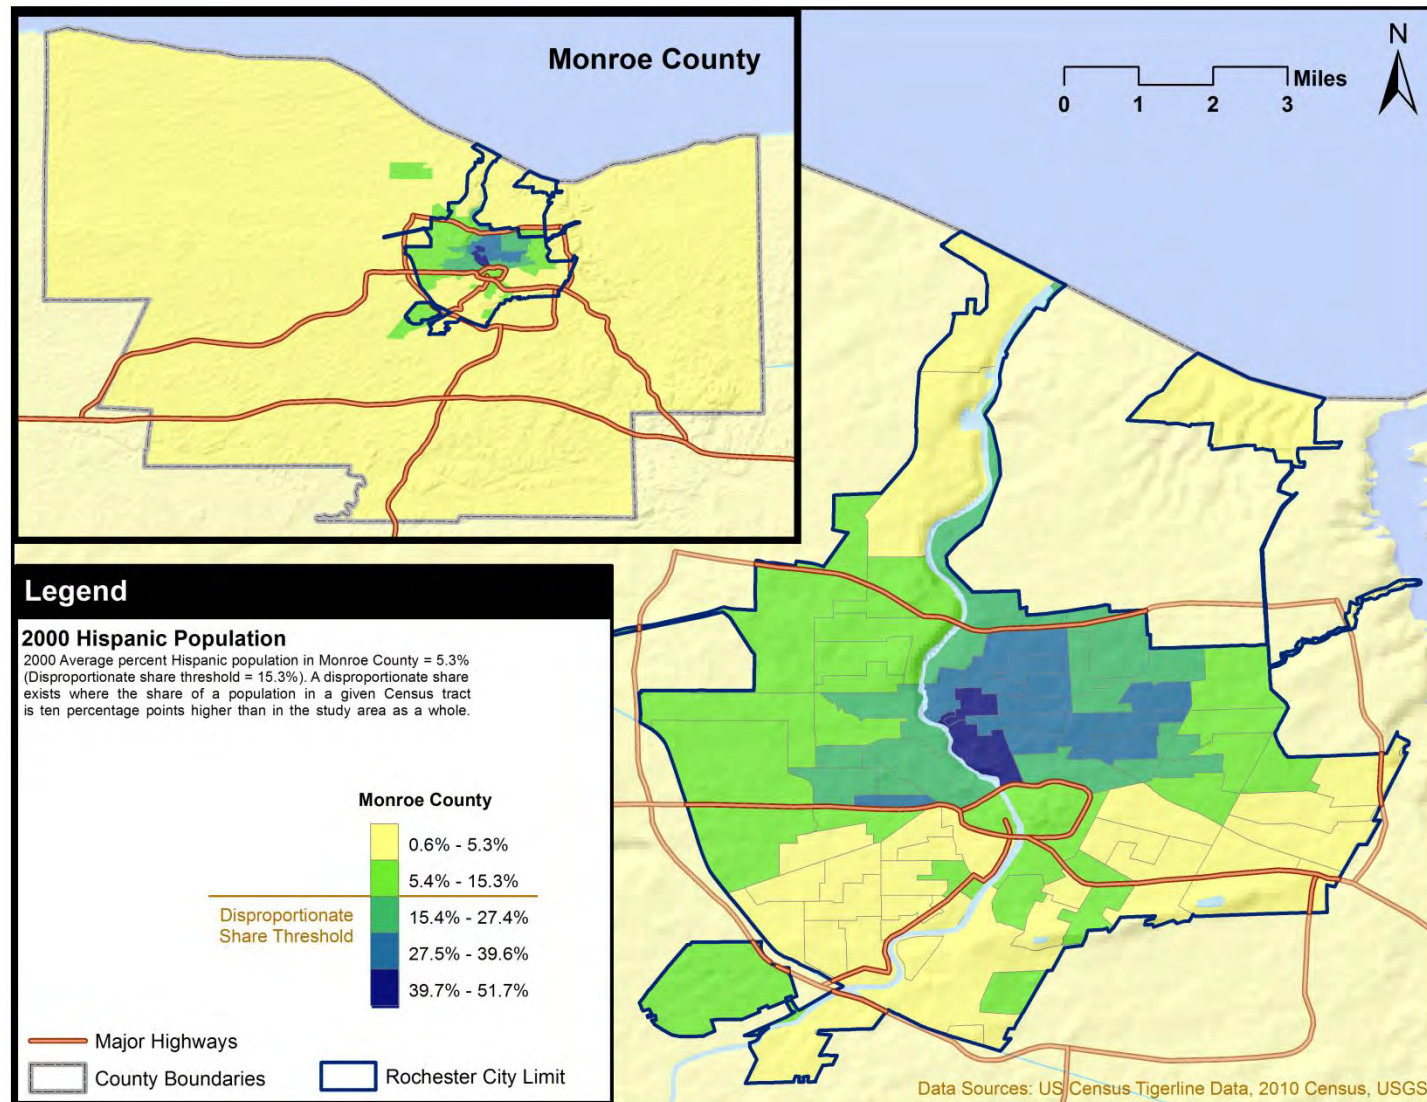 Monroe County
N
Miles
0 1 2 3
Legend
2000 Hispanic Population
2000 Average percent Hispanic population in Monroe County = 5.3%
(Disproportionate share threshold = 15.3%). A disproportionate share
exists where the share of a population in a given Census tract
is ten percentage points higher than in the study area as a whole.
Monroe County
0.6% - 5.3%
5.4% - 15.3%
Disproportionate
Share Threshold
15.4% - 27.4%
27.5% - 39.6%
39.7% - 51.7%
Major Highways
County Boundaries
Rochester City Limit
Data Sources: US Census Tigerline Data, 2010 Census, USGS